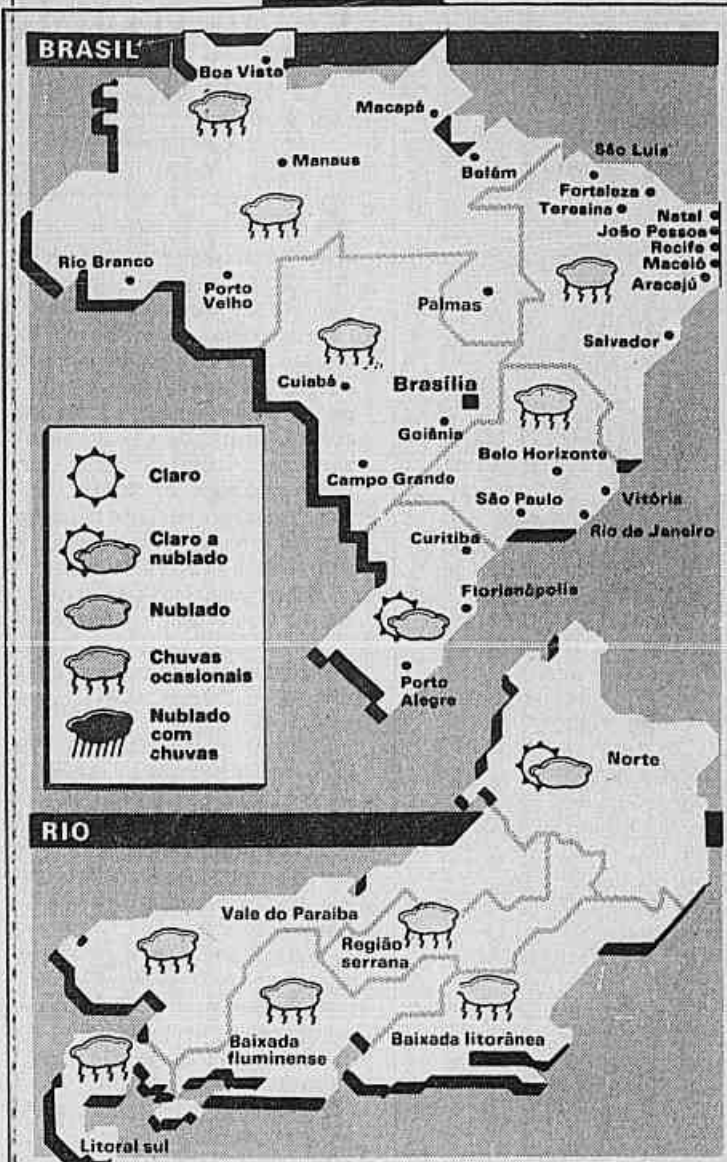 BRASIL
Boa Vista
Macapá
Manaus
Belém
São Luis
Fortaleza
Teresina
Natal
João Pessoa
Recife
Maceió
Aracajú
Rio Branco
Porto
Velho
Palmas
Salvador
Cuiabá
Brasília
Goiânia
Belo Horizonte
Campo Grande
São Paulo
Vitória
Rio de Janeiro
Curitiba
Florianópolis
Porto
Alegre
Claro
Claro a
nublado
Nublado
Chuvas
ocasionais
Nublado
com
chuvas
RIO
Norte
Vale do Paraiba
Região
serrana
Baixada
fluminense
Baixada litorânea
Litoral sul